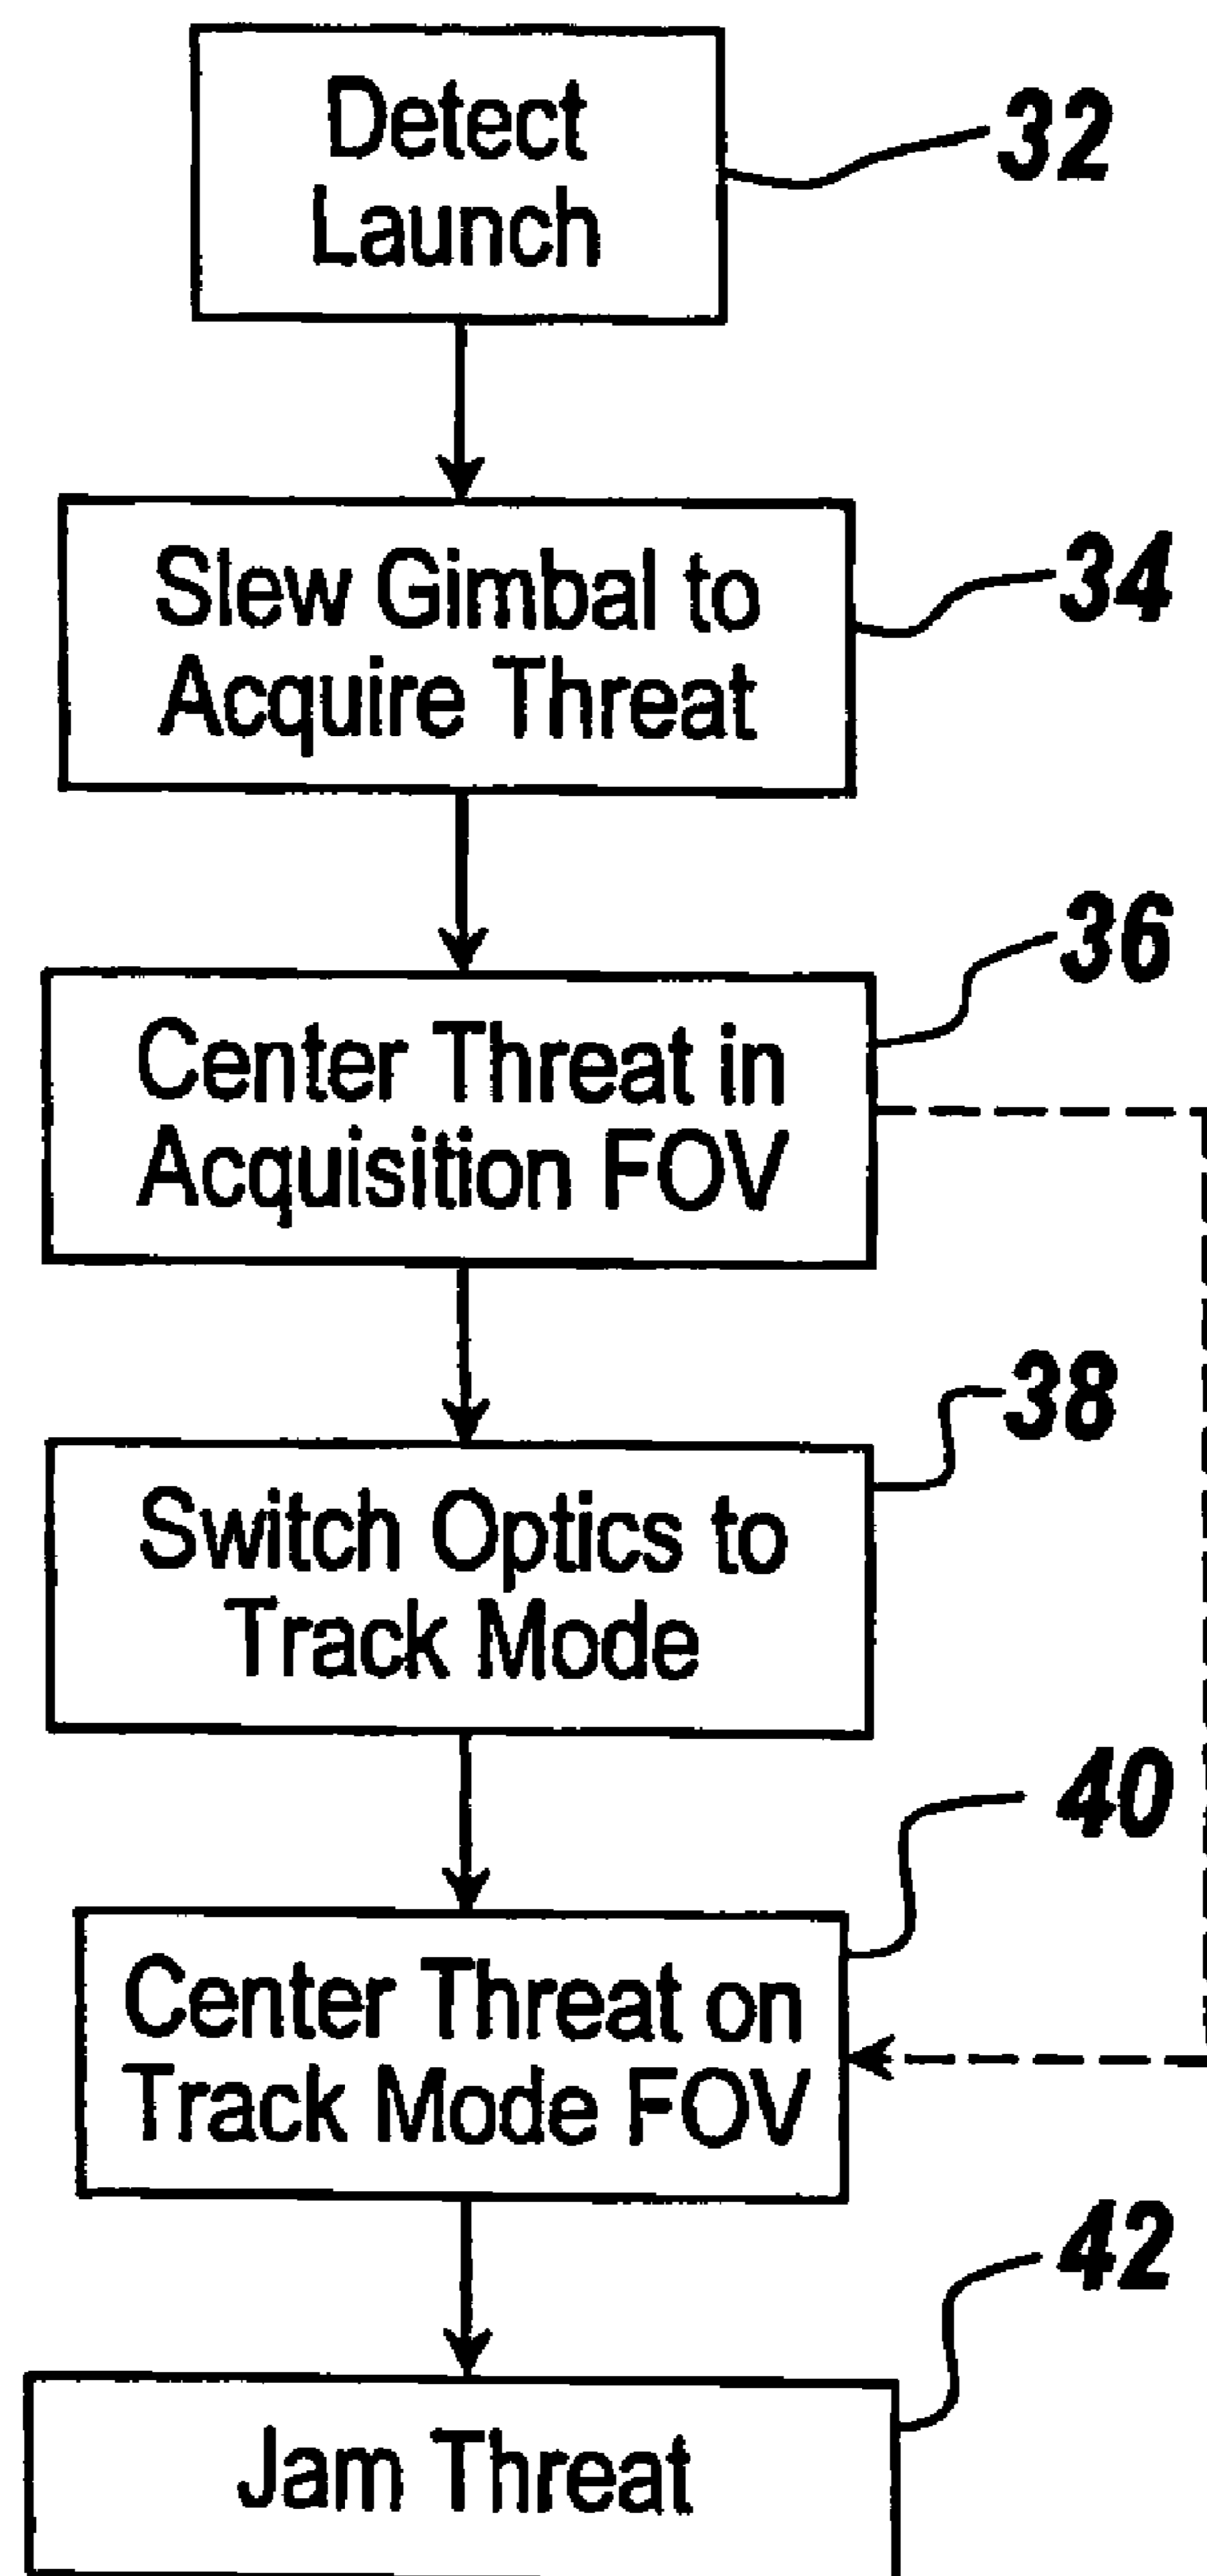 Detect
Launch
32
Slew Gimbal to
Acquire Threat
34
36
Center Threat in
Acquisition FOV
38
Switch Optics to
Track Mode
40
Center Threat on
Track Mode FOV
42
Jam Threat